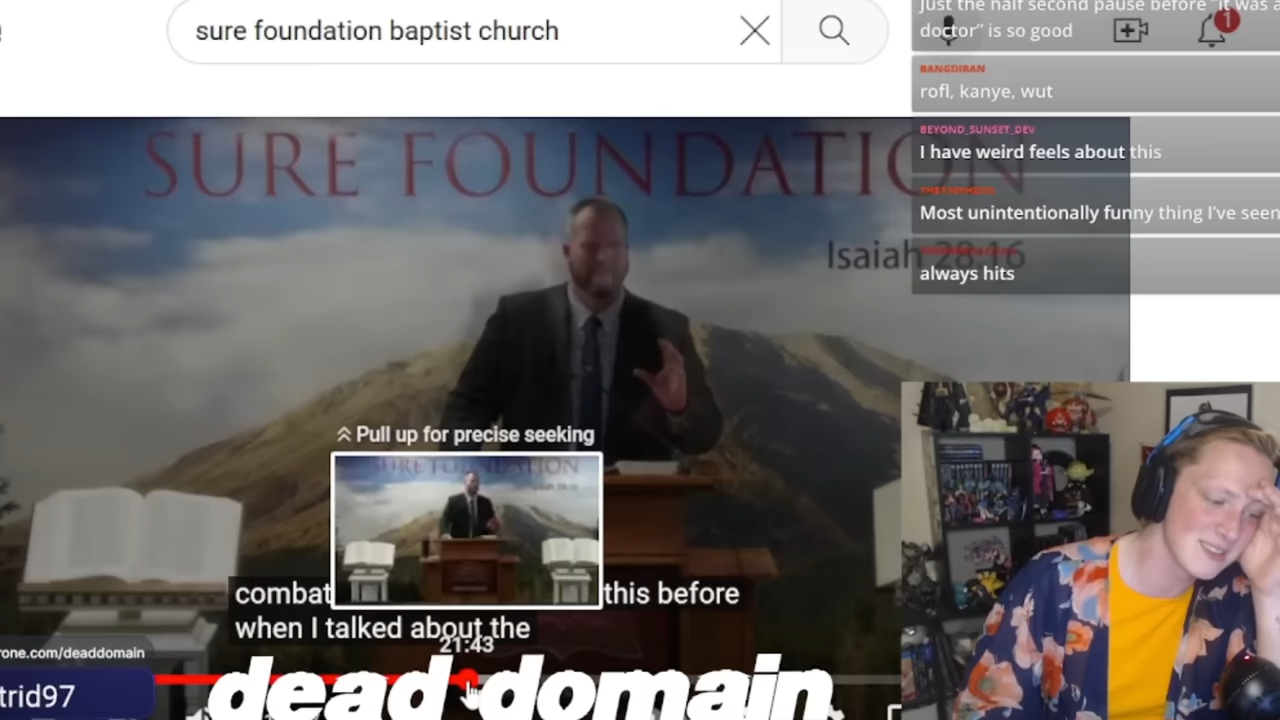 sure foundation baptist church
Just the half second pause before "it was a
doctor" is so good
1
BANGDIRAN
rofl, kanye, wut
BEYOND_SUNSET_DEV
I have weird feels about this
Most unintentionally funny thing I've seen
always hits
SURE FOUNDATION
Isaiah 28:16
Pull up for precise seeking
SURE FOUNDATION
combat
this before
when I talked about the
21:43
rone.com/deaddomain
trid97
dead domain